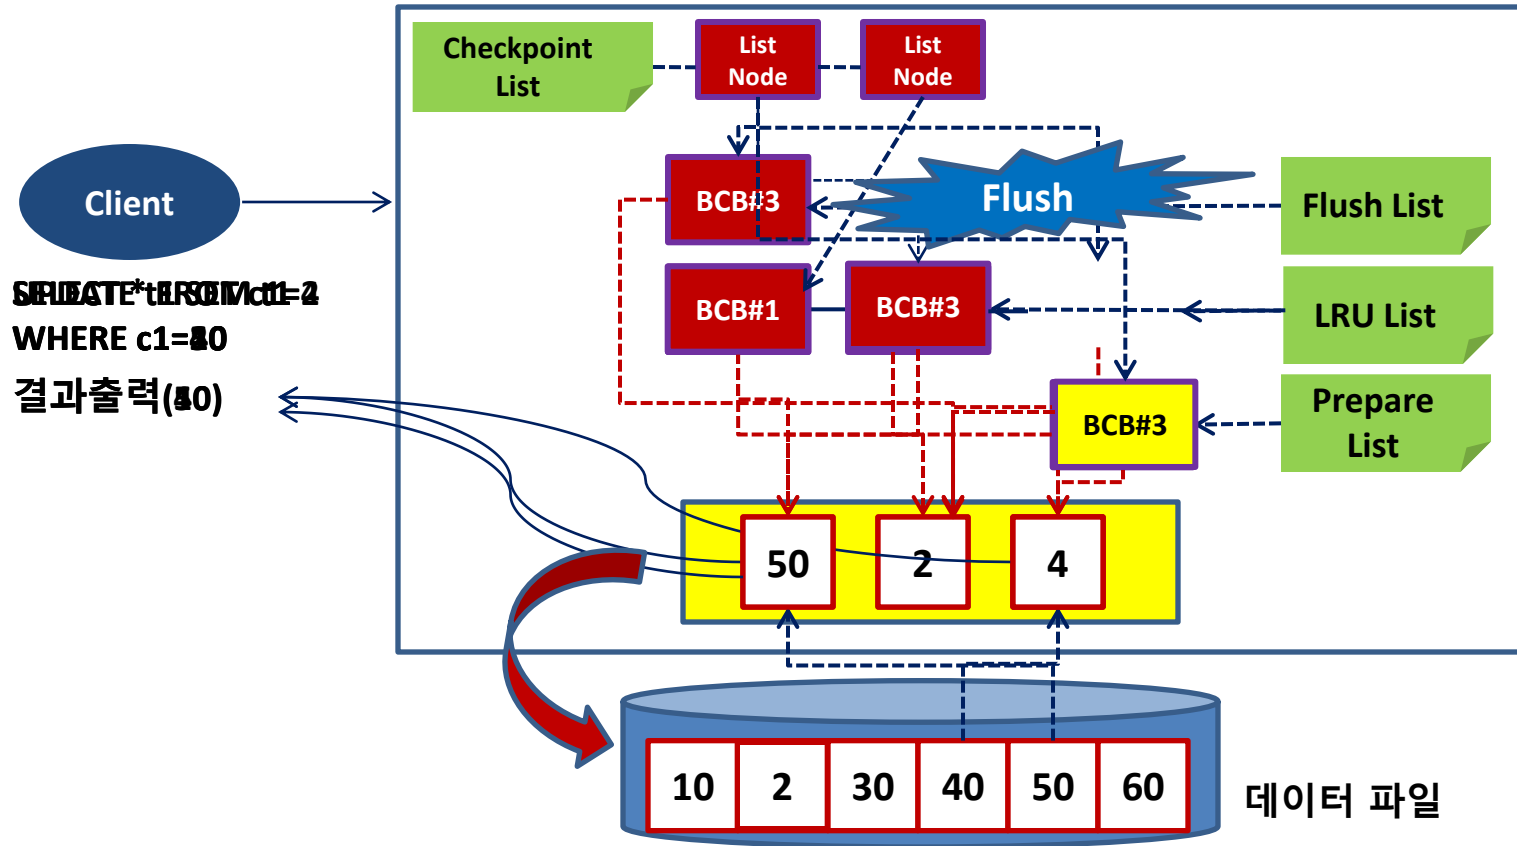 Checkpoint
List
List
Node
List
Node
Client
BCB#3
Flush
Flush List
BCB#1
BCB#3
LRU List
WHERE
결과출력
BCB#3
Prepare
List
50
2
4
10
2
30
40
50
60
데이터 파일